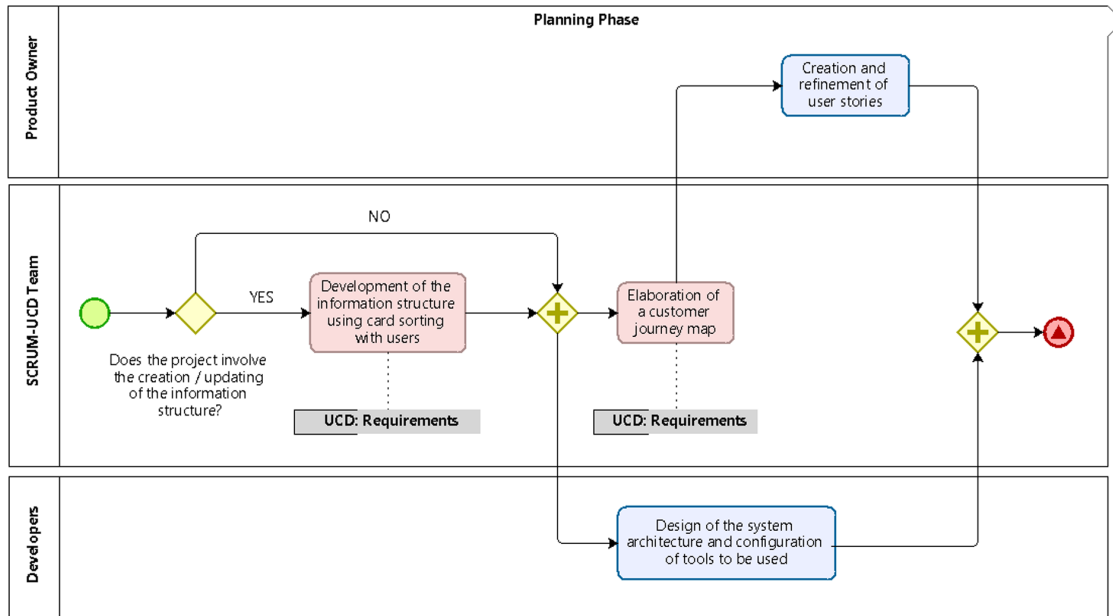 Planning Phase
Product Owner
Creation and
refinement of
user stories
SCRUM-UCD Team
NO
YES
Does the project involve
the creation / updating
of the information
structure?
Development of the
information structure
using card sorting
with users
UCD: Requirements
Elaboration of
a customer
journey map
UCD: Requirements
Developers
Design of the system
architecture and configuration
of tools to be used